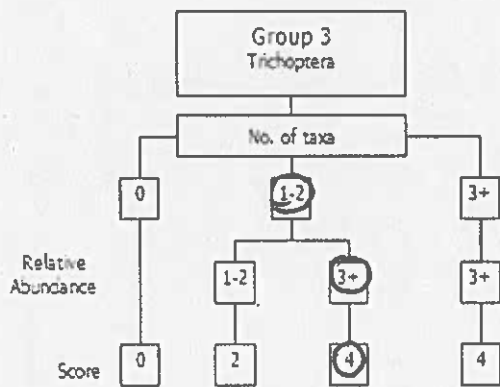 Group 3
Trichoptera
No. of taxa
0 1-2 3+
Relative
Abundance
1-2 3+ 3+
Score 0 2 4 4